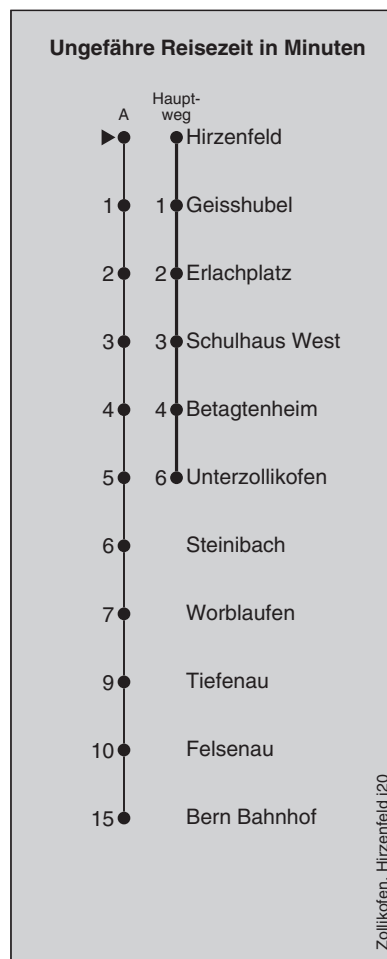 Ungefähre Reisezeit in Minuten
A
Haupt-
weg
Hirzenfeld
1 1 Geisshubel
2 2 Erlachplatz
3 3 Schulhaus West
4 4 Betagtenheim
5 6 Unterzollikofen
6 Steinibach
7 Worblaufen
9 Tiefenau
10 Felsenau
15 Bern Bahnhof
Zollikofen, Hirzenfeld i20